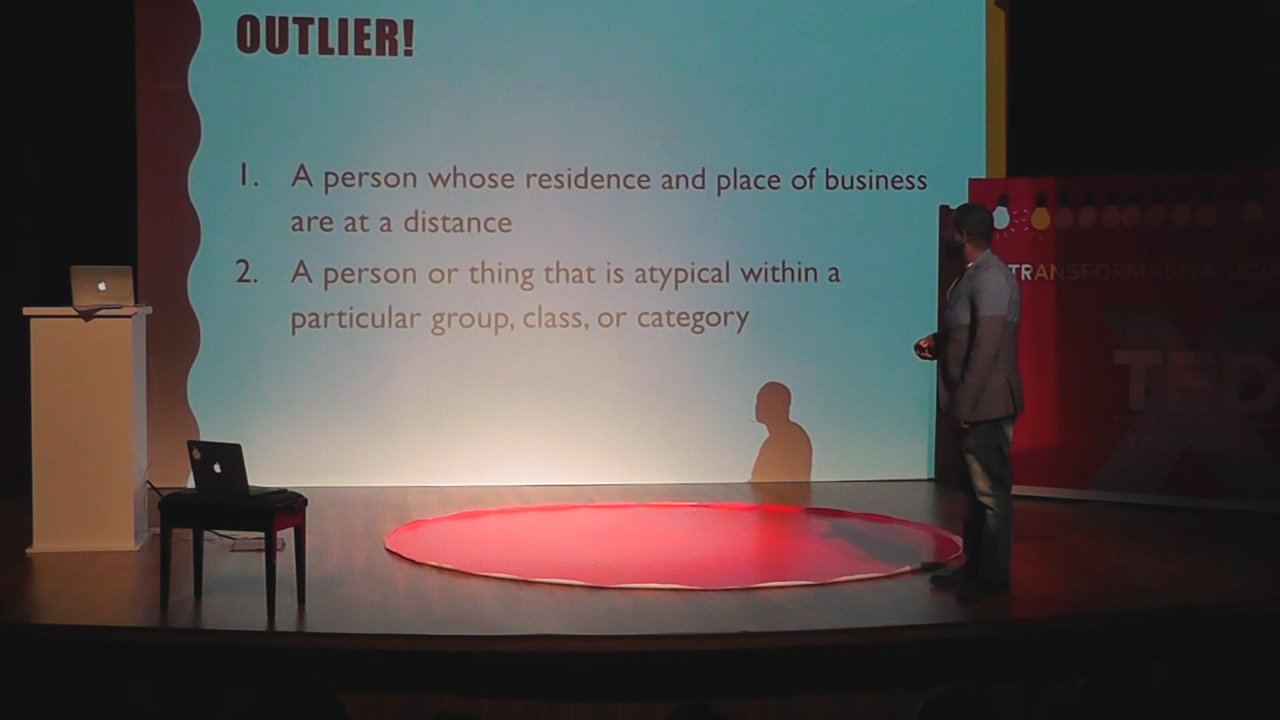 OUTLIER!
1. A person whose residence and place of business
are at a distance
2. A person or thing that is atypical within a
particular group, class, or category
TED